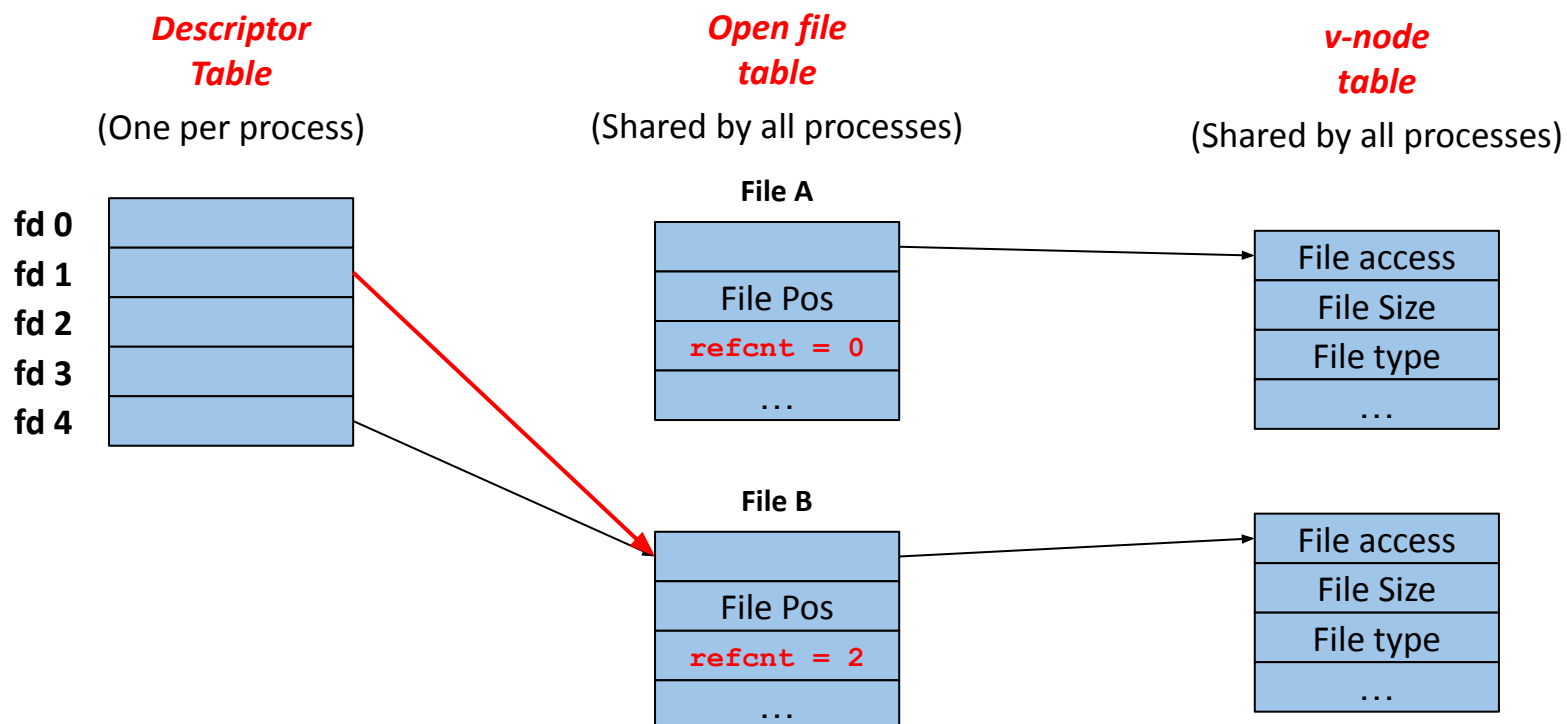 Descriptor
Table
(One per process)
Open file
table
(Shared by all processes)
v-node
table
(Shared by all processes)
fd 0
fd 1
fd 2
fd 3
fd 4
File A
File Pos
refcnt = 0
...
File access
File Size
File type
...
File B
File Pos
refcnt = 2
...
File access
File Size
File type
...